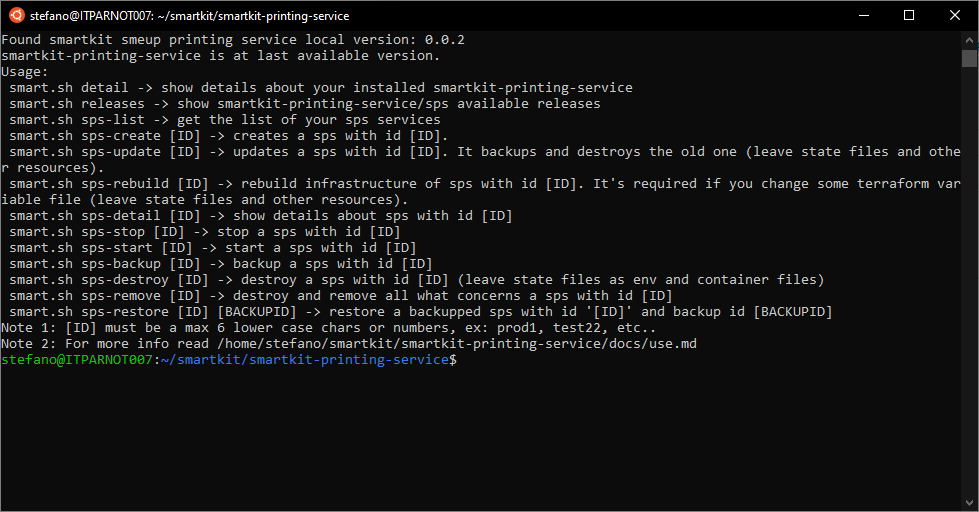 stefano@ITPARNOT007: ~/smartkit/smartkit-printing-service
Found smartkit smeup printing service local version: 0.0.2
smartkit-printing-service is at last available version.
Usage:
smart.sh detail -> show details about your installed smartkit-printing-service
smart.sh releases -> show smartkit-printing-service/sps available releases
smart.sh sps-list -> get the list of your sps services
smart.sh sps-create [ID] -> creates a sps with id [ID].
smart.sh sps-update [ID] -> updates a sps with id [ID]. It backups and destroys the old one (leave state files and othe
r resources).
smart.sh sps-rebuild [ID] -> rebuild infrastructure of sps with id [ID]. It's required if you change some terraform var
iable file (leave state files and other resources).
smart.sh sps-detail [ID] -> show details about sps with id [ID]
smart.sh sps-stop [ID] -> stop a sps with id [ID]
smart.sh sps-start [ID] -> start a sps with id [ID]
smart.sh sps-backup [ID] -> backup a sps with id [ID]
smart.sh sps-destroy [ID] -> destroy a sps with id [ID] (leave state files as env and container files)
smart.sh sps-remove [ID] -> destroy and remove all what concerns a sps with id [ID]
smart.sh sps-restore [ID] [BACKUPID] -> restore a backupped sps with id '[ID]' and backup id [BACKUPID]
Note 1: [ID] must be a max 6 lower case chars or numbers, ex: prod1, test22, etc..
Note 2: For more info read /home/stefano/smartkit/smartkit-printing-service/docs/use.md
stefano@ITPARNOT007:~/smartkit/smartkit-printing-service$